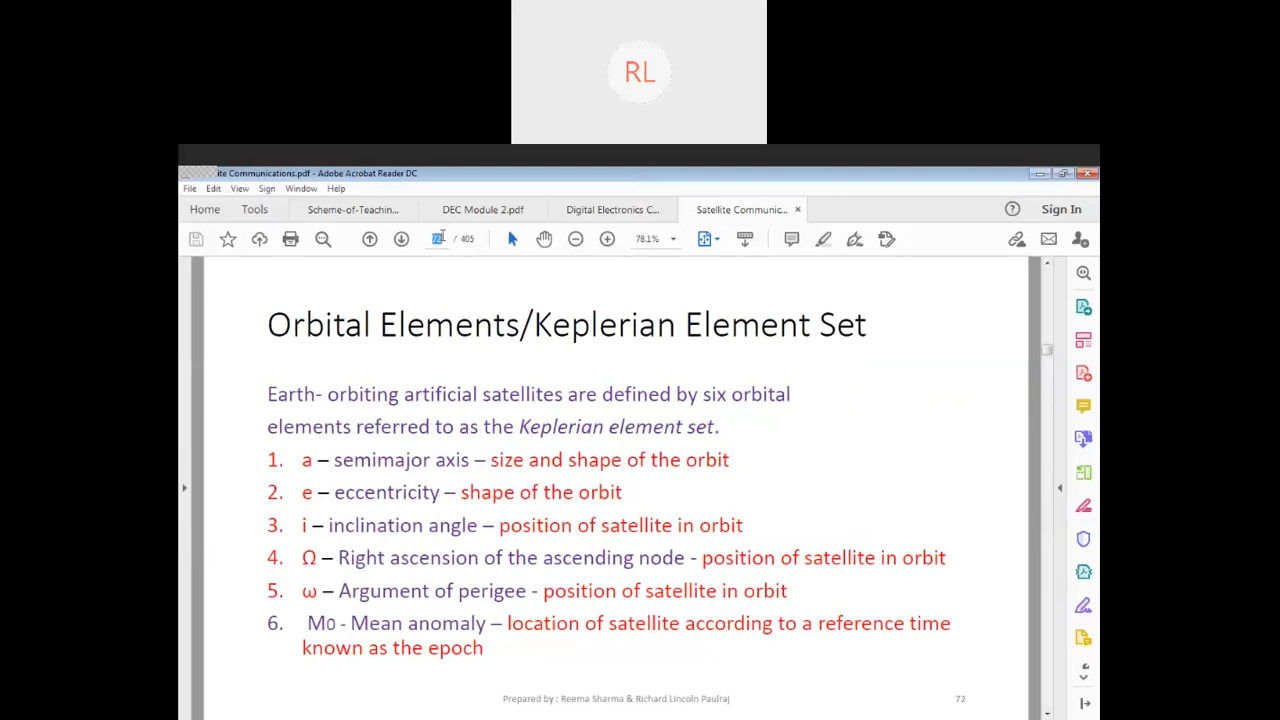 RL
ite Communications.pdf - Adobe Acrobat Reader DC
File Edit View Sign Window Help
Home Tools Scheme-of-Teachin... DEC Module 2.pdf Digital Electronics C... Satellite Communic... × Sign In
72 / 405 78.1%
Orbital Elements/Keplerian Element Set
Earth- orbiting artificial satellites are defined by six orbital
elements referred to as the Keplerian element set.
1. a – semimajor axis – size and shape of the orbit
2. e – eccentricity – shape of the orbit
3. i – inclination angle – position of satellite in orbit
4. Ω – Right ascension of the ascending node - position of satellite in orbit
5. ω – Argument of perigee - position of satellite in orbit
6. M0 - Mean anomaly – location of satellite according to a reference time
known as the epoch
Prepared by : Reema Sharma & Richard Lincoln Paulraj 72